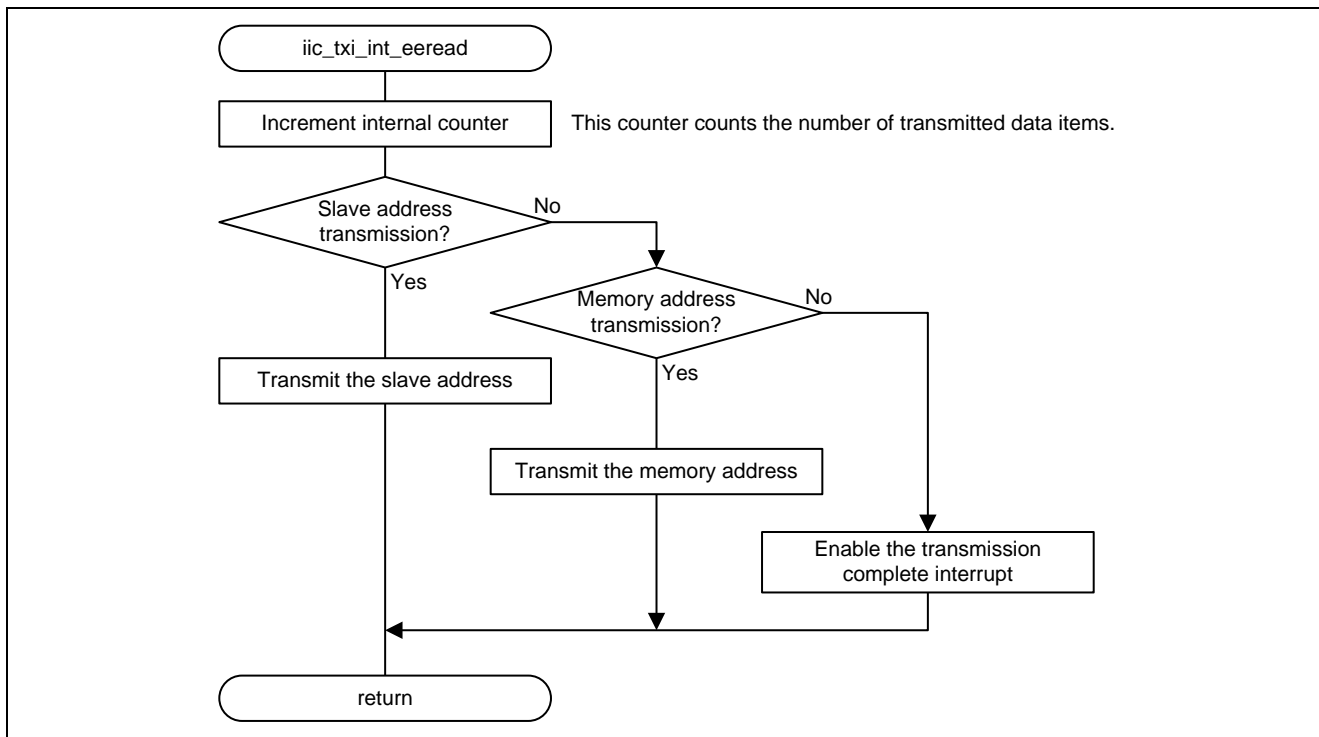 iic_txi_int_eeread
Increment internal counter
This counter counts the number of transmitted data items.
Slave address
transmission?
No
Yes
Memory address
transmission?
No
Yes
Transmit the slave address
Transmit the memory address
Enable the transmission
complete interrupt
return